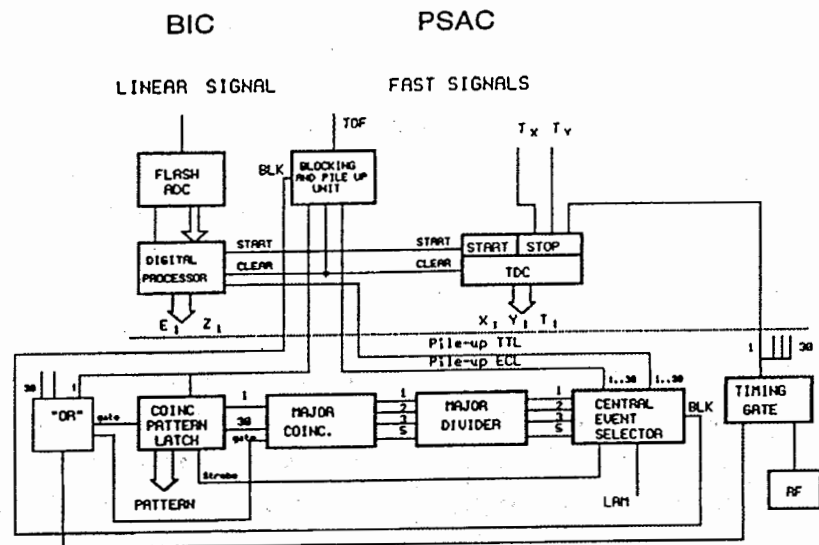 BIC PSAC
LINEAR SIGNAL FAST SIGNALS
TOF
T X T Y
BLK
FLASH
ADC
BLOCKING
AND PILE UP
UNIT
DIGITAL
PROCESSOR
START
CLEAR
START
CLEAR
START STOP
TDC
E I Z I
X I Y I T I
Pile-up TTL
Pile-up ECL
1 30
30 1
1..30 1..30
"OR"
gate
COINC
PATTERN
LATCH
1
30
gate
MAJOR
COINC.
1
2
3
5
MAJOR
DIVIDER
1
2
3
5
CENTRAL
EVENT
SELECTOR
BLK
TIMING
GATE
Strobe
PATTERN
LAM
RF